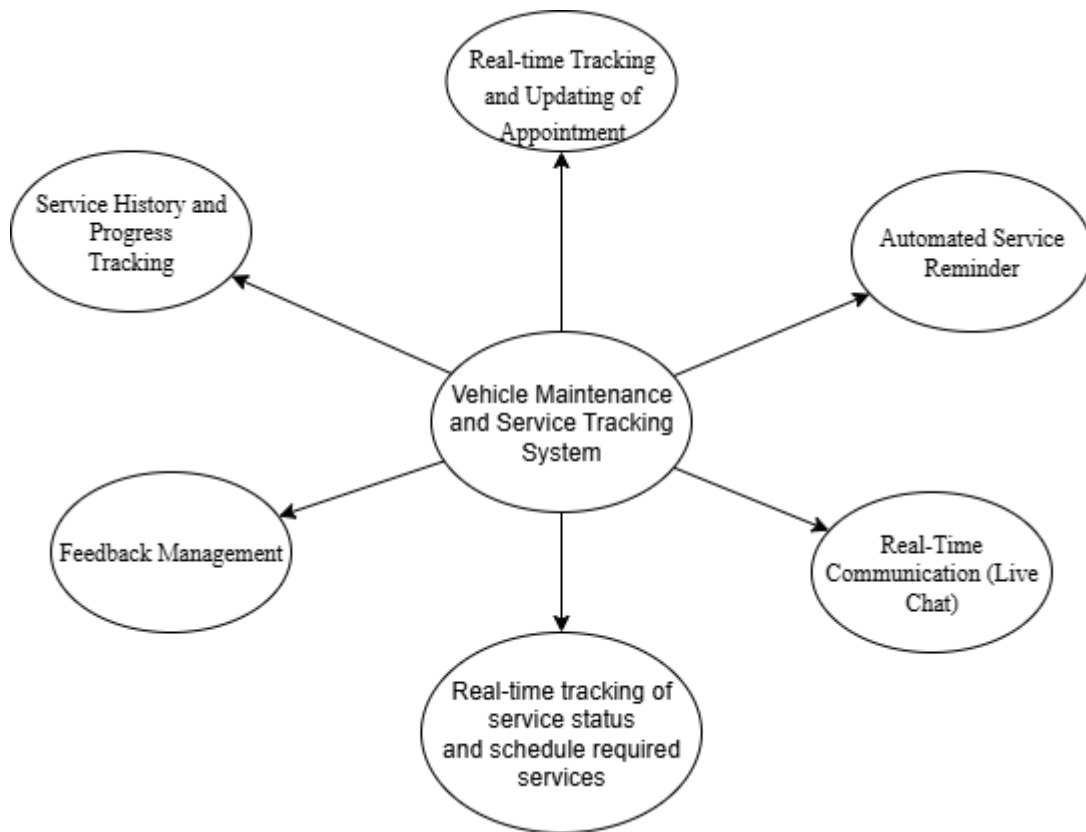 Real-time Tracking
and Updating of
Appointment
Service History and
Progress
Tracking
Automated Service
Reminder
Vehicle Maintenance
and Service Tracking
System
Feedback Management
Real-Time
Communication (Live
Chat)
Real-time tracking of
service status
and schedule required
services